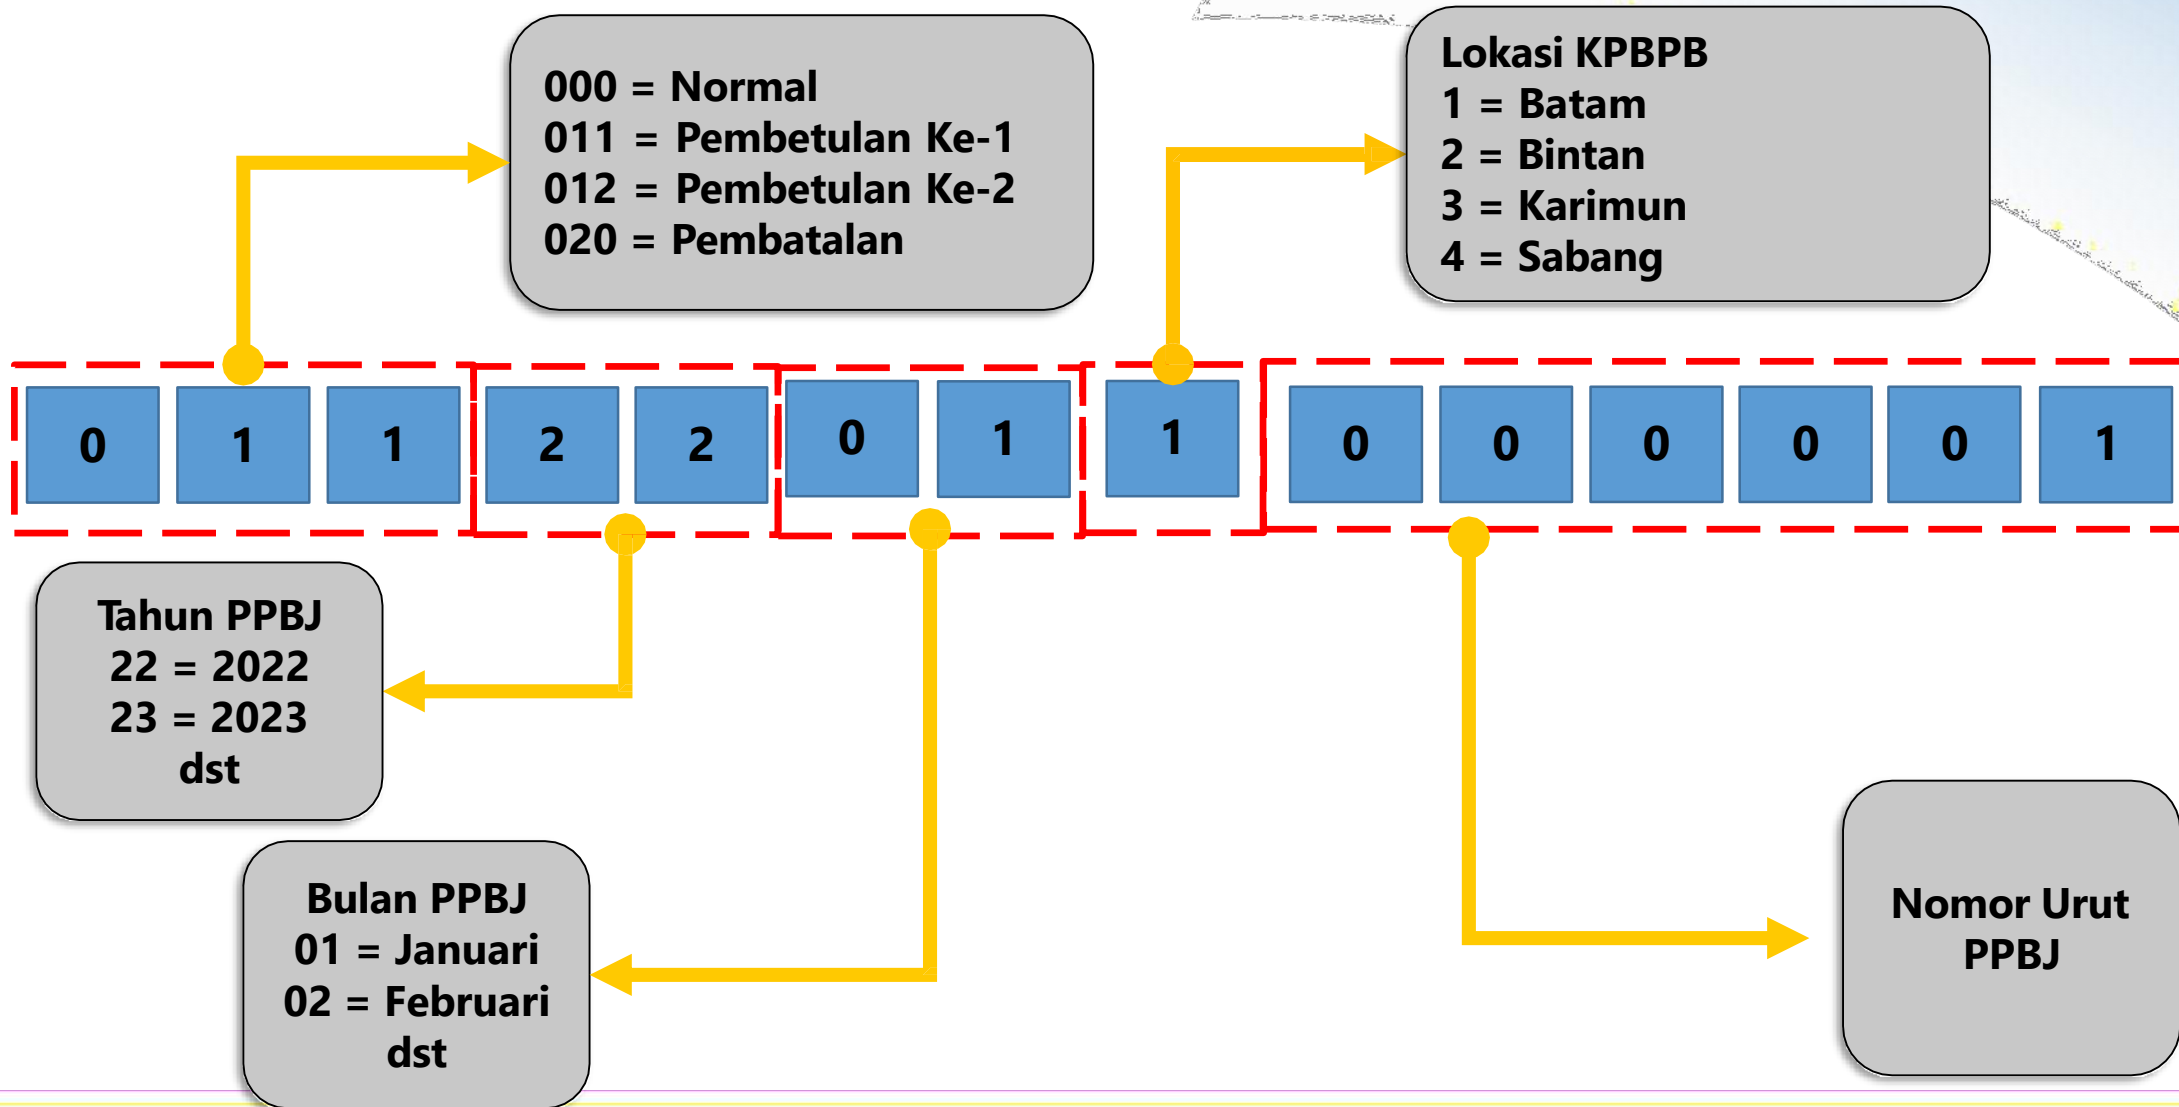 000 = Normal
011 = Pembetulan Ke-1
012 = Pembetulan Ke-2
020 = Pembatalan
Lokasi KPBPB
1 = Batam
2 = Bintan
3 = Karimun
4 = Sabang
0 1 1 2 2 0 1 1 0 0 0 0 0 1
Tahun PPBJ
22 = 2022
23 = 2023
dst
Bulan PPBJ
01 = Januari
02 = Februari
dst
Nomor Urut
PPBJ